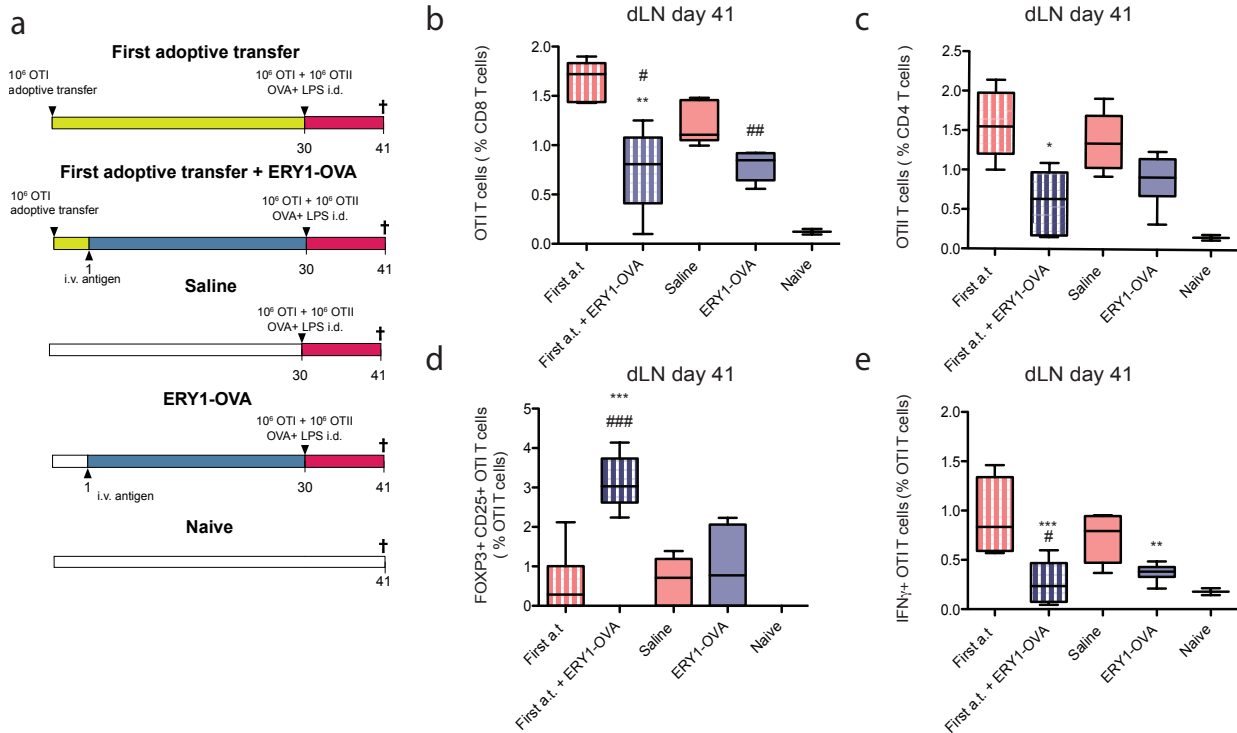 a
First adoptive transfer
10⁶ OTI
adoptive transfer
10⁶ OTI + 10⁶ OTII
OVA+ LPS i.d.
†
30
41
First adoptive transfer + ERY1-OVA
10⁶ OTI
adoptive transfer
10⁶ OTI + 10⁶ OTII
OVA+ LPS i.d.
†
1
i.v. antigen
30
41
Saline
10⁶ OTI + 10⁶ OTII
OVA+ LPS i.d.
†
30
41
ERY1-OVA
10⁶ OTI + 10⁶ OTII
OVA+ LPS i.d.
†
1
i.v. antigen
30
41
Naive
†
41
b
dLN day 41
OTI T cells ( % CD8 T cells)
2.0
1.5
1.0
0.5
0.0
#
**
##
First a.t
First a.t. + ERY1-OVA
Saline
ERY1-OVA
Naive
c
dLN day 41
OTII T cells ( % CD4 T cells )
2.5
2.0
1.5
1.0
0.5
0.0
*
First a.t
First a.t. + ERY1-OVA
Saline
ERY1-OVA
Naive
d
dLN day 41
FOXP3+ CD25+ OTI T cells
( % OTI T cells)
5
4
3
2
1
0
***
###
First a.t
First a.t. + ERY1-OVA
Saline
ERY1-OVA
Naive
e
dLN day 41
IFNγ+ OTI T cells (% OTI T cells)
2.0
1.5
1.0
0.5
0.0
***
#
**
First a.t
First a.t. + ERY1-OVA
Saline
ERY1-OVA
Naive